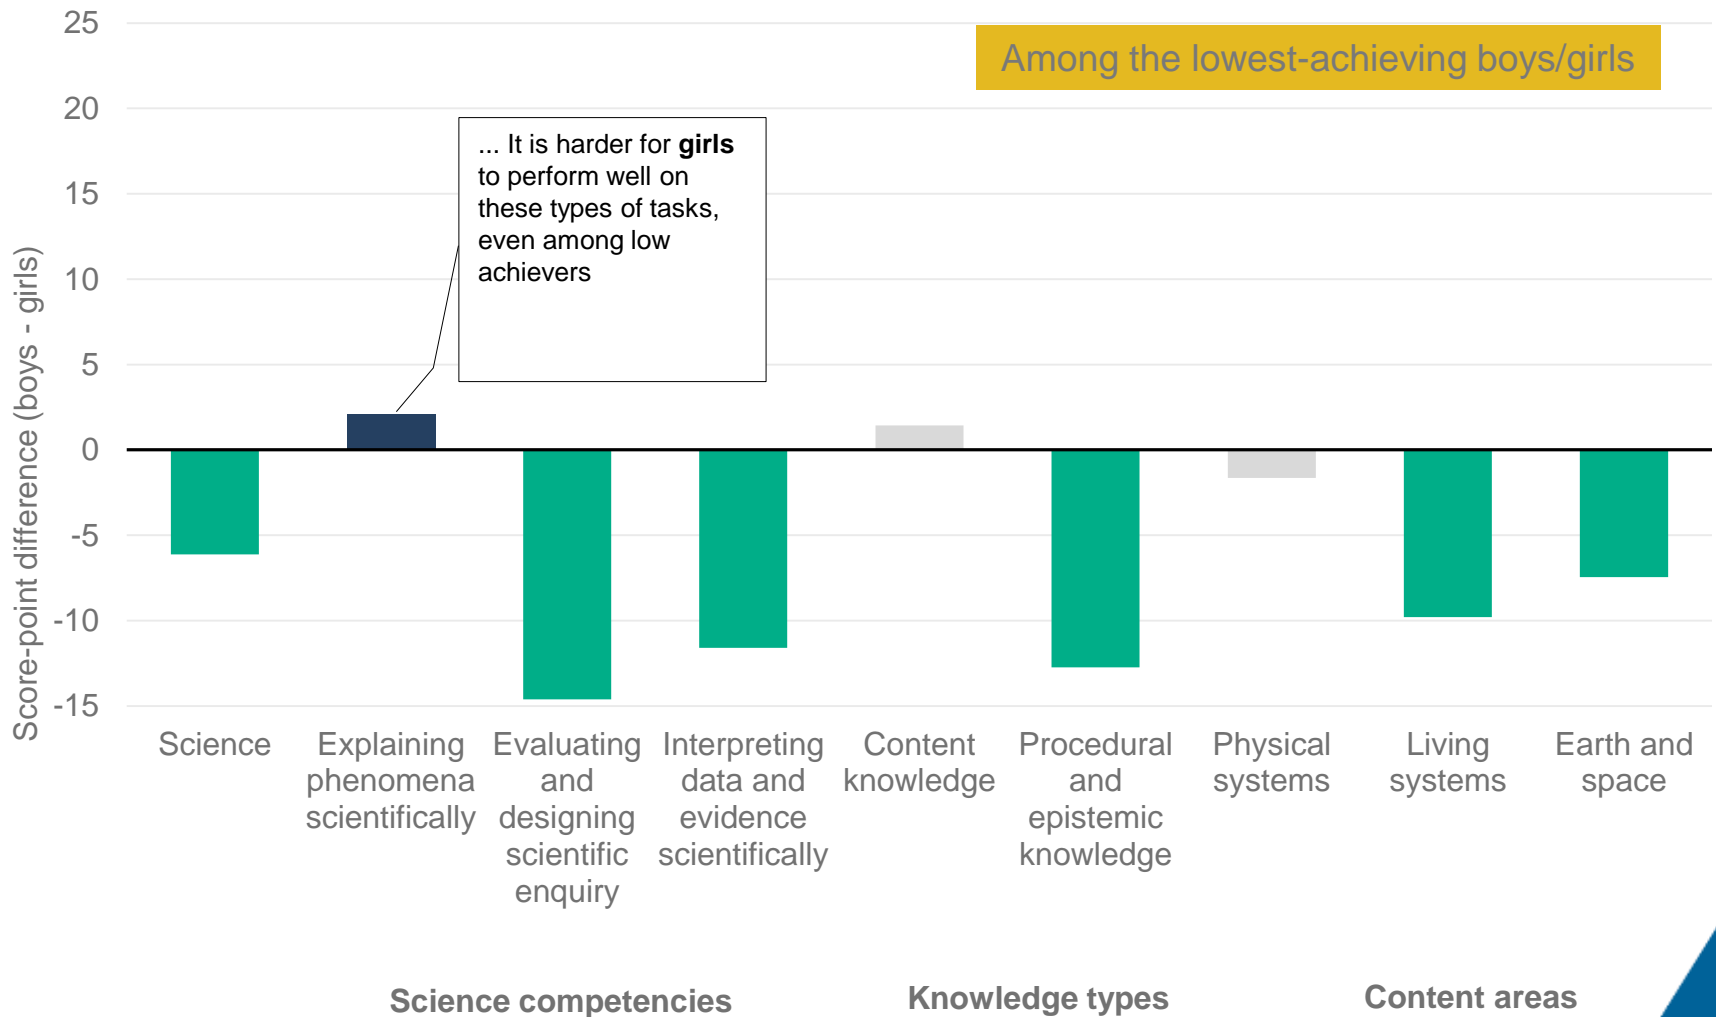 Among the lowest-achieving boys/girls
... It is harder for girls
to perform well on
these types of tasks,
even among low
achievers
Score-point difference (boys - girls)
25
20
15
10
5
0
-5
-10
-15
Science
Explaining
phenomena
scientifically
Evaluating
and
designing
scientific
enquiry
Interpreting
data and
evidence
scientifically
Content
knowledge
Procedural
and
epistemic
knowledge
Physical
systems
Living
systems
Earth and
space
Science competencies
Knowledge types
Content areas